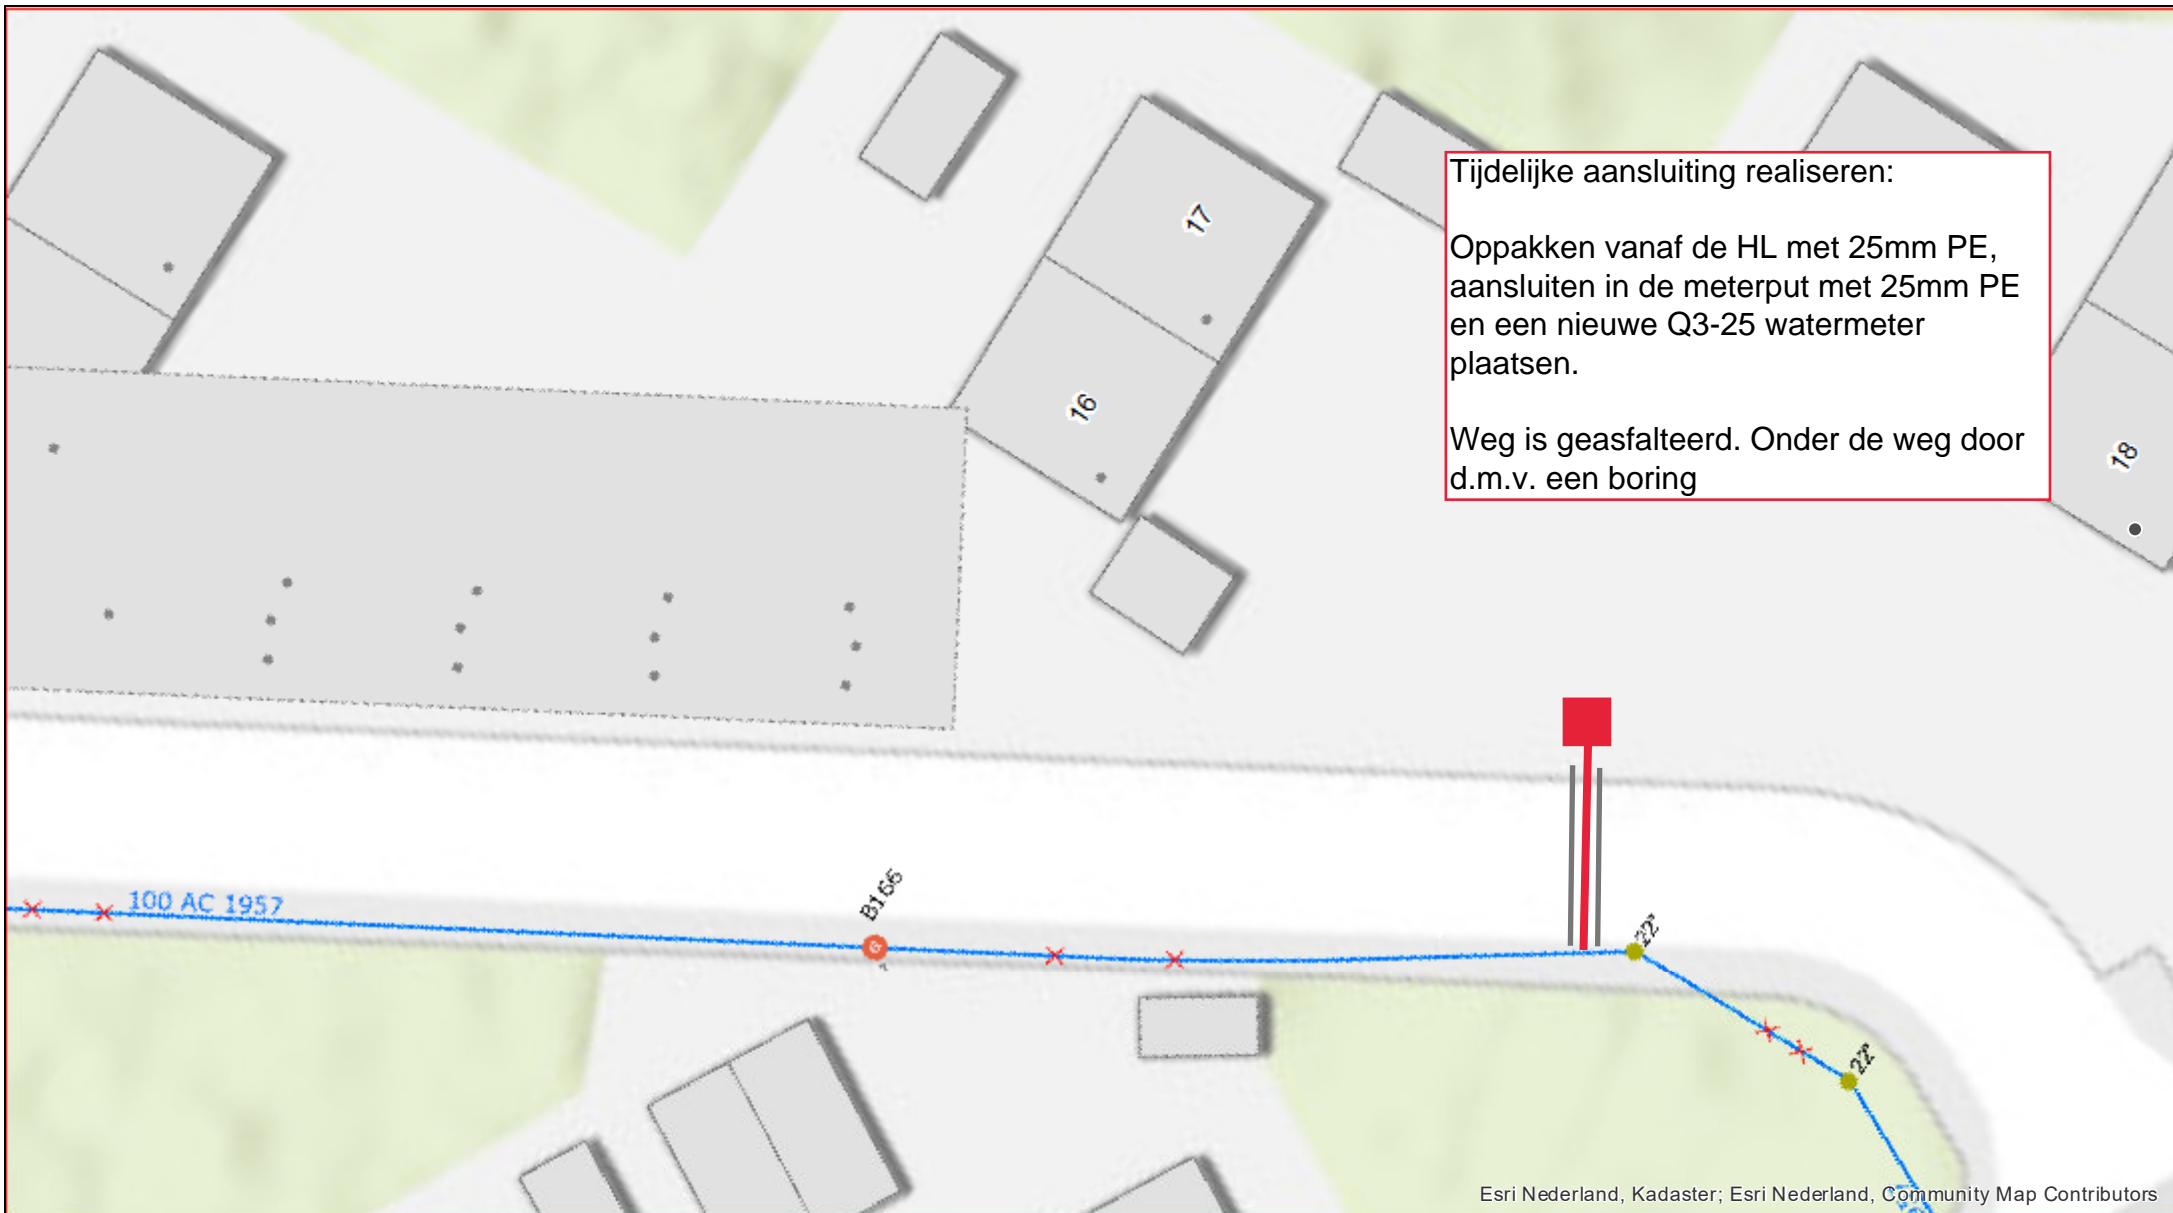 17
Tijdelijke aansluiting realiseren:
Oppakken vanaf de HL met 25mm PE,
aansluiten in de meterput met 25mm PE
en een nieuwe Q3-25 watermeter
plaatsen.
Weg is geasfalteerd. Onder de weg door
d.m.v. een boring
16
18
100 AC 1957
B166
22°
22°
Esri Nederland, Kadaster; Esri Nederland, Community Map Contributors